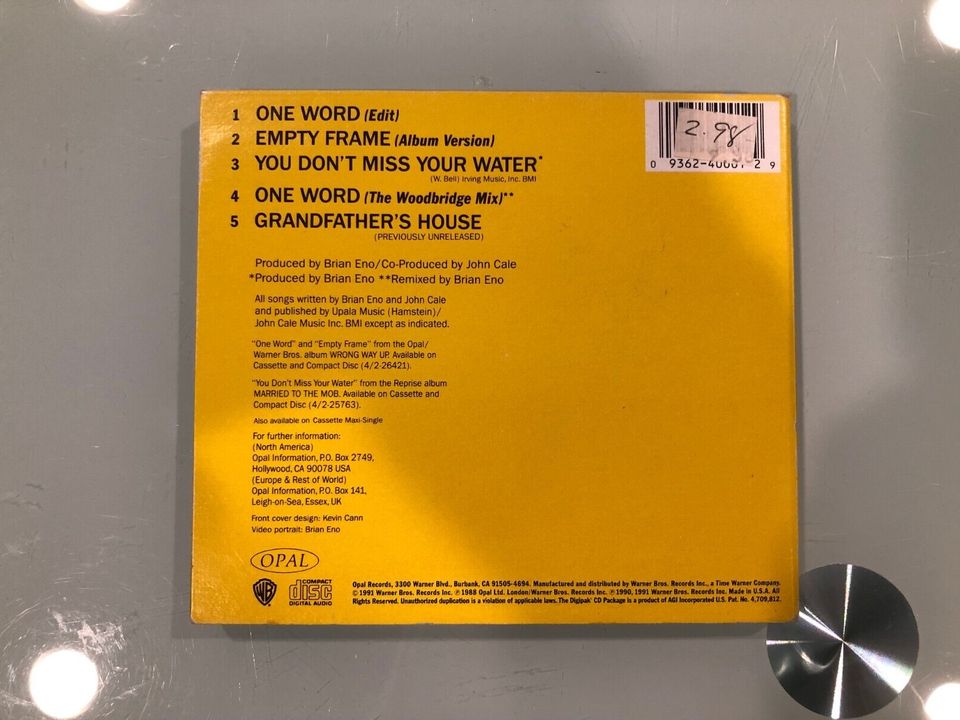 1 ONE WORD (Edit)
2 EMPTY FRAME (Album Version)
3 YOU DON'T MISS YOUR WATER*
(W. Bell) Irving Music, Inc. BMI
4 ONE WORD (The Woodbridge Mix)**
5 GRANDFATHER'S HOUSE
(PREVIOUSLY UNRELEASED)
2.98
0 9362-4000 2 9
Produced by Brian Eno/Co-Produced by John Cale
*Produced by Brian Eno **Remixed by Brian Eno
All songs written by Brian Eno and John Cale
and published by Upala Music (Hamstein)/
John Cale Music Inc. BMI except as indicated.
"One Word" and "Empty Frame" from the Opal/
Warner Bros. album WRONG WAY UP. Available on
Cassette and Compact Disc (4/2-26421).
"You Don't Miss Your Water" from the Reprise album
MARRIED TO THE MOB. Available on Cassette and
Compact Disc (4/2-25763).
Also available on Cassette Maxi-Single
For further information:
(North America)
Opal Information, P.O. Box 2749,
Hollywood, CA 90078 USA
(Europe & Rest of World)
Opal Information, P.O. Box 141,
Leigh-on-Sea, Essex, UK
Front cover design: Kevin Cann
Video portrait: Brian Eno
OPAL
WB
COMPACT
disc
DIGITAL AUDIO
Opal Records, 3300 Warner Blvd., Burbank, CA 91505-4694. Manufactured and distributed by Warner Bros. Records Inc., a Time Warner Company.
© 1991 Warner Bros. Records Inc. ℗ 1988 Opal Ltd. London/Warner Bros. Records Inc. ℗ 1990, 1991 Warner Bros. Records Inc. Made in U.S.A. All
Rights Reserved. Unauthorized duplication is a violation of applicable laws. The Digipak® CD Package is a product of AGI Incorporated U.S. Pat. No. 4,709,812.